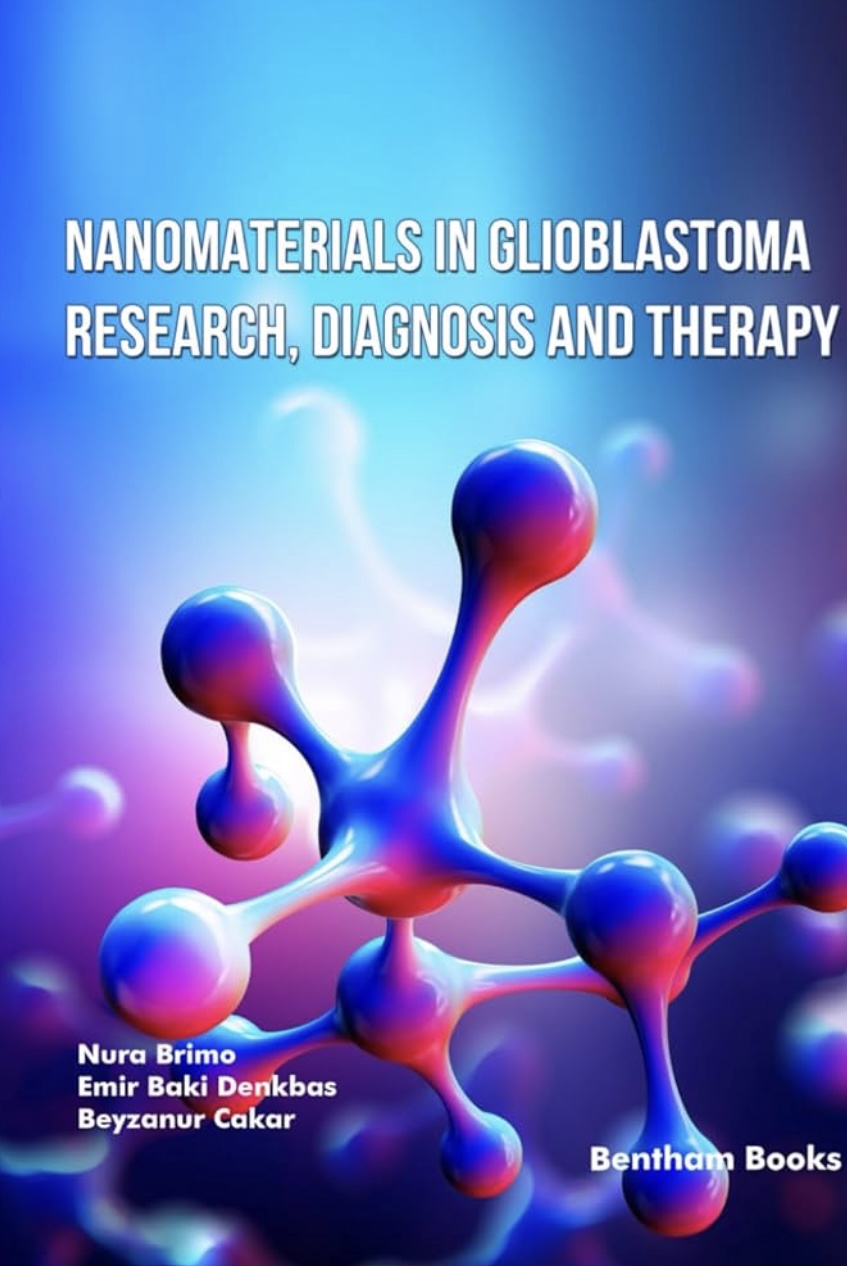 NANOMATERIALS IN GLIOBLASTOMA
RESEARCH, DIAGNOSIS AND THERAPY
Nura Brimo
Emir Baki Denkbas
Beyzanur Cakar
Bentham Books